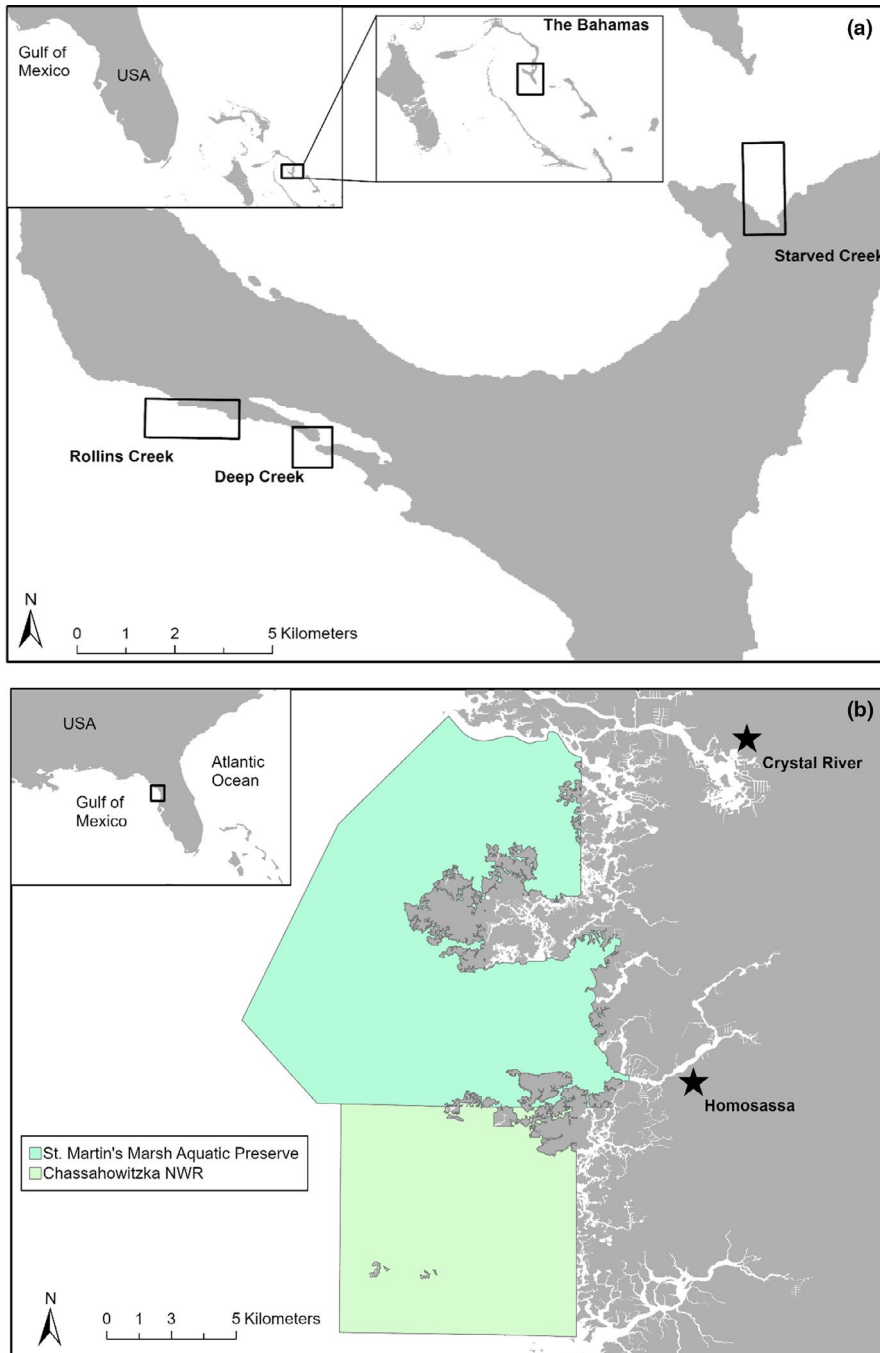 (a)
Gulf of
Mexico
USA
The Bahamas
Starved Creek
Rollins Creek
Deep Creek
N
0 1 2 5 Kilometers
(b)
USA
Atlantic
Ocean
Gulf of
Mexico
Crystal River
Homosassa
St. Martin's Marsh Aquatic Preserve
Chassahowitzka NWR
N
0 1 3 5 Kilometers